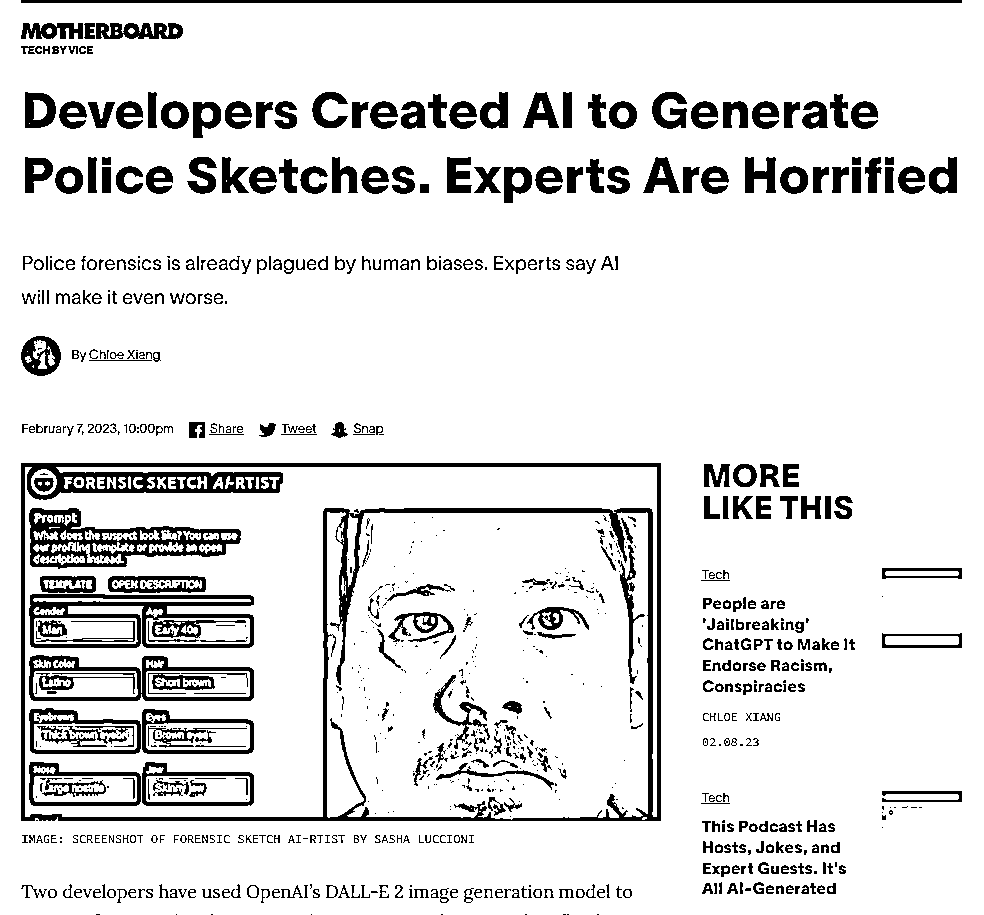 MOTHERBOARD
TECH BY VICE
Developers Created AI to Generate
Police Sketches. Experts Are Horrified
Police forensics is already plagued by human biases. Experts say AI
will make it even worse.
By Chloe Xiang
February 7, 2023, 10:00pm Share Tweet Snap
FORENSIC SKETCH AI-RTIST
Prompt
What does the suspect look like? You can use
our profiling template or provide an open
description instead.
TEMPLATE OPEN DESCRIPTION
Gender Age
Man Early 40s
Skin Color Hair
Latino Short brown
Eyebrows Eyes
Thick brown Brown eyes
Nose Jaw
Large nostrils Skinny jaw
IMAGE: SCREENSHOT OF FORENSIC SKETCH AI-RTIST BY SASHA LUCCIONI
Two developers have used OpenAI's DALL-E 2 image generation model to
MORE
LIKE THIS
Tech
People are
'Jailbreaking'
ChatGPT to Make It
Endorse Racism,
Conspiracies
CHLOE XIANG
02.08.23
Tech
This Podcast Has
Hosts, Jokes, and
Expert Guests. It's
All AI-Generated